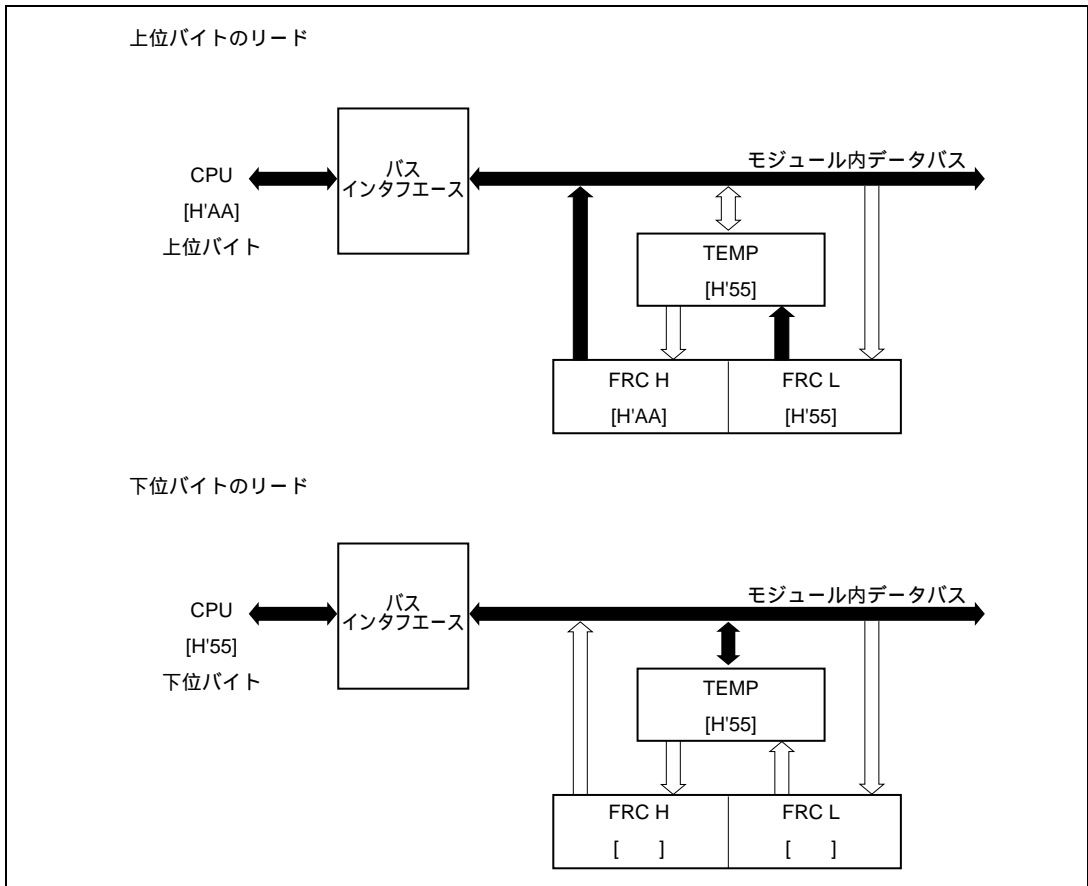 上位バイトのリード
モジュール内データバス
CPU
[H'AA]
上位バイト
バス
インタフエース
TEMP
[H'55]
FRC H
[H'AA]
FRC L
[H'55]
下位バイトのリード
モジュール内データバス
CPU
[H'55]
下位バイト
バス
インタフエース
TEMP
[H'55]
FRC H
[ ]
FRC L
[ ]